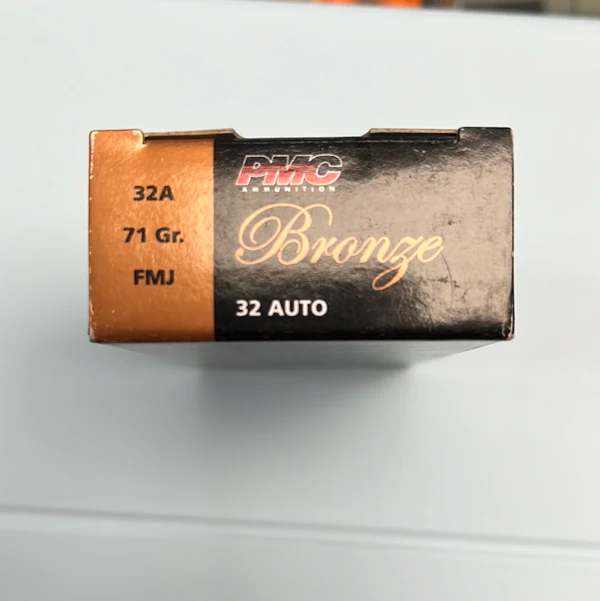 32A
71 Gr.
FMJ
PMC
AMMUNITION
Bronze
32 AUTO